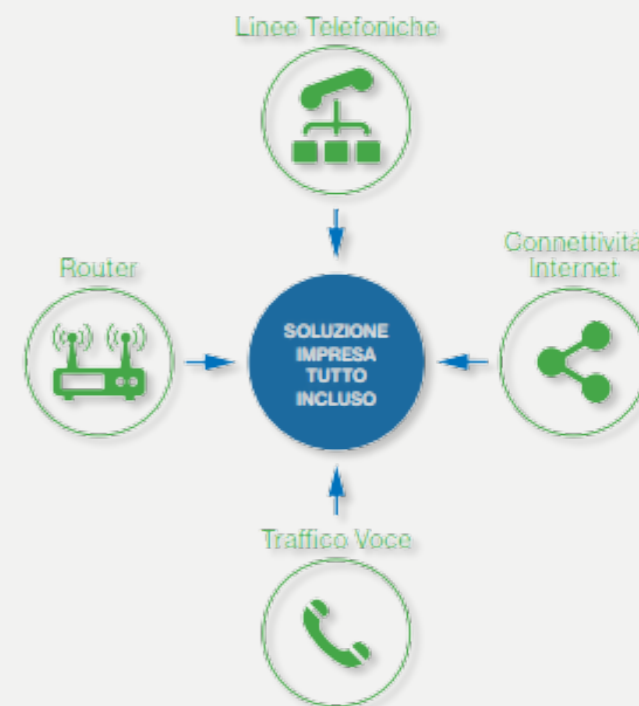 Linee Telefoniche
Router
Connettività
Internet
SOLUZIONE
IMPRESA
TUTTO
INCLUSO
Traffico Voce